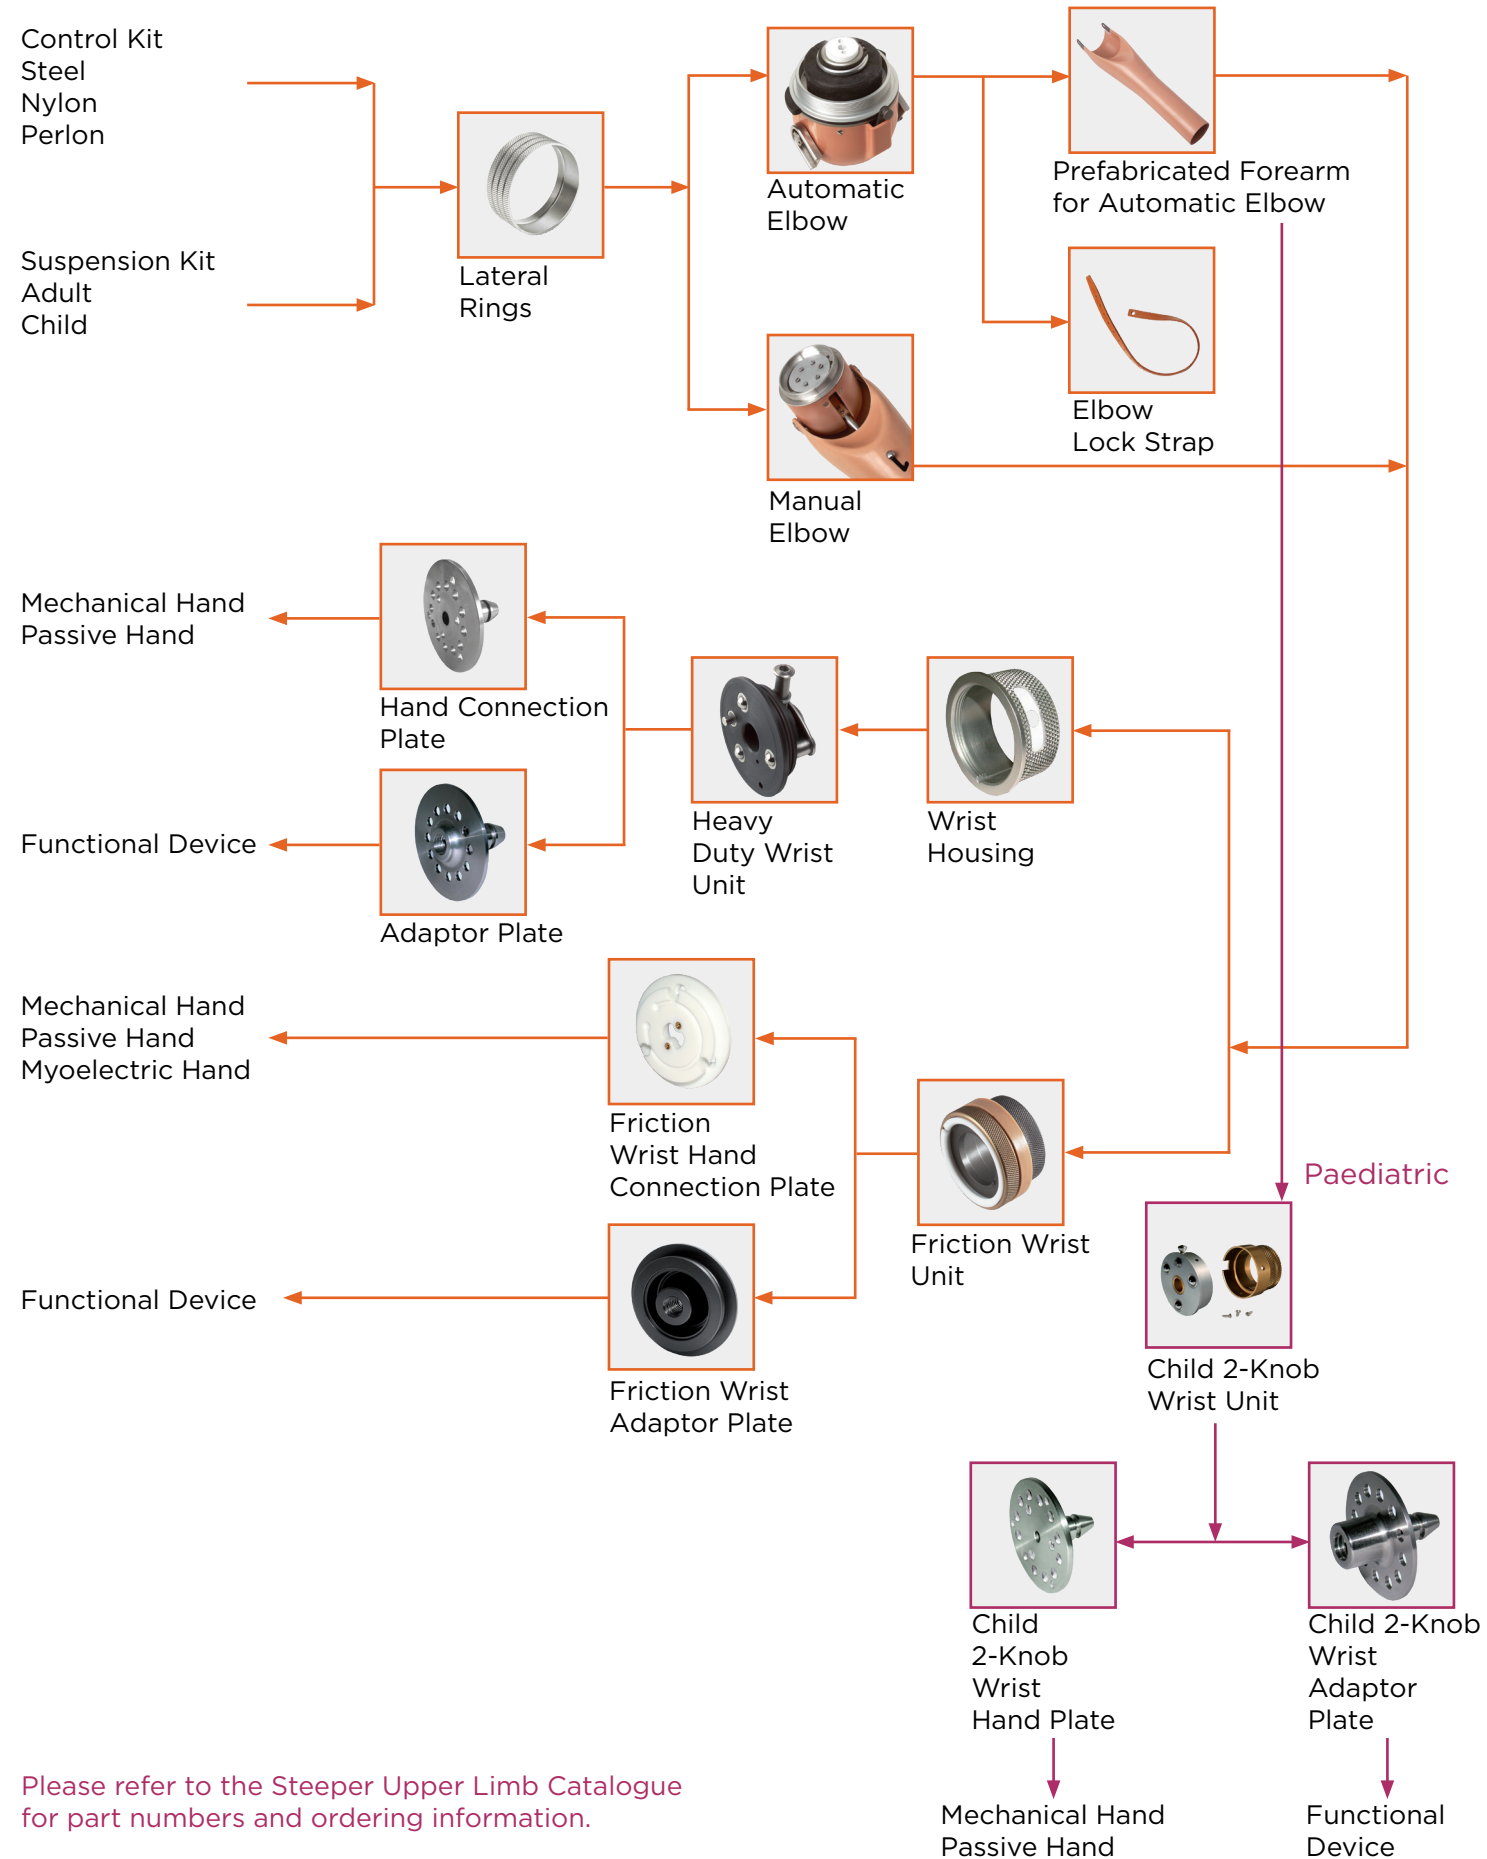 Control Kit
Steel
Nylon
Perlon
Suspension Kit
Adult
Child
Lateral
Rings
Automatic
Elbow
Prefabricated Forearm
for Automatic Elbow
Elbow
Lock Strap
Manual
Elbow
Mechanical Hand
Passive Hand
Hand Connection
Plate
Functional Device
Adaptor Plate
Heavy
Duty Wrist
Unit
Wrist
Housing
Mechanical Hand
Passive Hand
Myoelectric Hand
Friction
Wrist Hand
Connection Plate
Friction Wrist
Unit
Functional Device
Friction Wrist
Adaptor Plate
Paediatric
Child 2-Knob
Wrist Unit
Child
2-Knob
Wrist
Hand Plate
Child 2-Knob
Wrist
Adaptor
Plate
Mechanical Hand
Passive Hand
Functional
Device
Please refer to the Steeper Upper Limb Catalogue
for part numbers and ordering information.